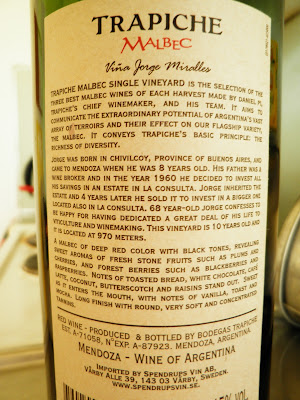 TRAPICHE
MALBEC
Viña Jorge Miralles
TRAPICHE MALBEC SINGLE VINEYARD IS THE SELECTION OF THE
THREE BEST MALBEC WINES OF EACH HARVEST MADE BY DANIEL PI,
TRAPICHE'S CHIEF WINEMAKER, AND HIS TEAM. IT AIMS TO
COMMUNICATE THE EXTRAORDINARY POTENTIAL OF ARGENTINA'S VAST
ARRAY OF TERROIRS AND THEIR EFFECT ON OUR FLAGSHIP VARIETY,
THE MALBEC. IT CONVEYS TRAPICHE'S BASIC PRINCIPLE: THE
RICHNESS OF DIVERSITY.
JORGE WAS BORN IN CHIVILCOY, PROVINCE OF BUENOS AIRES, AND
CAME TO MENDOZA WHEN HE WAS 8 YEARS OLD. HIS FATHER WAS A
WINE BROKER AND IN THE YEAR 1960 HE DECIDED TO INVEST ALL
HIS SAVINGS IN AN ESTATE IN LA CONSULTA. JORGE INHERITED THE
ESTATE AND 4 YEARS LATER HE SOLD IT TO INVEST IN A BIGGER ONE
LOCATED ALSO IN LA CONSULTA. 68 YEAR-OLD JORGE CONFESSES TO
BE HAPPY FOR HAVING DEDICATED A GREAT DEAL OF HIS LIFE TO
VITICULTURE AND WINEMAKING. THIS VINEYARD IS 10 YEARS OLD AND
IT IS LOCATED AT 970 METERS.
A MALBEC OF DEEP RED COLOR WITH BLACK TONES, REVEALING
SWEET AROMAS OF FRESH STONE FRUITS SUCH AS PLUMS AND
CHERRIES, AND FOREST BERRIES SUCH AS BLACKBERRIES AND
RASPBERRIES. NOTES OF TOASTED BREAD, WHITE CHOCOLATE, CAFE
LATTE, COCONUT, BUTTERSCOTCH AND RAISINS STAND OUT. SWEET
AS IT ENTERS THE MOUTH, WITH NOTES OF VANILLA, TOAST AND
MOCHA. LONG FINISH WITH ROUND, VERY SOFT AND CONCENTRATED
TANNINS.
RED WINE - PRODUCED & BOTTLED BY BODEGAS TRAPICHE
EST. A-71058, N°EXP. A-87923. MENDOZA, ARGENTINA.
MENDOZA - WINE OF ARGENTINA
IMPORTED BY SPENDRUPS VIN AB.
VÅRBY ALLÉ 39, 143 03 VÅRBY, SWEDEN.
WWW.SPENDRUPSVIN.SE.